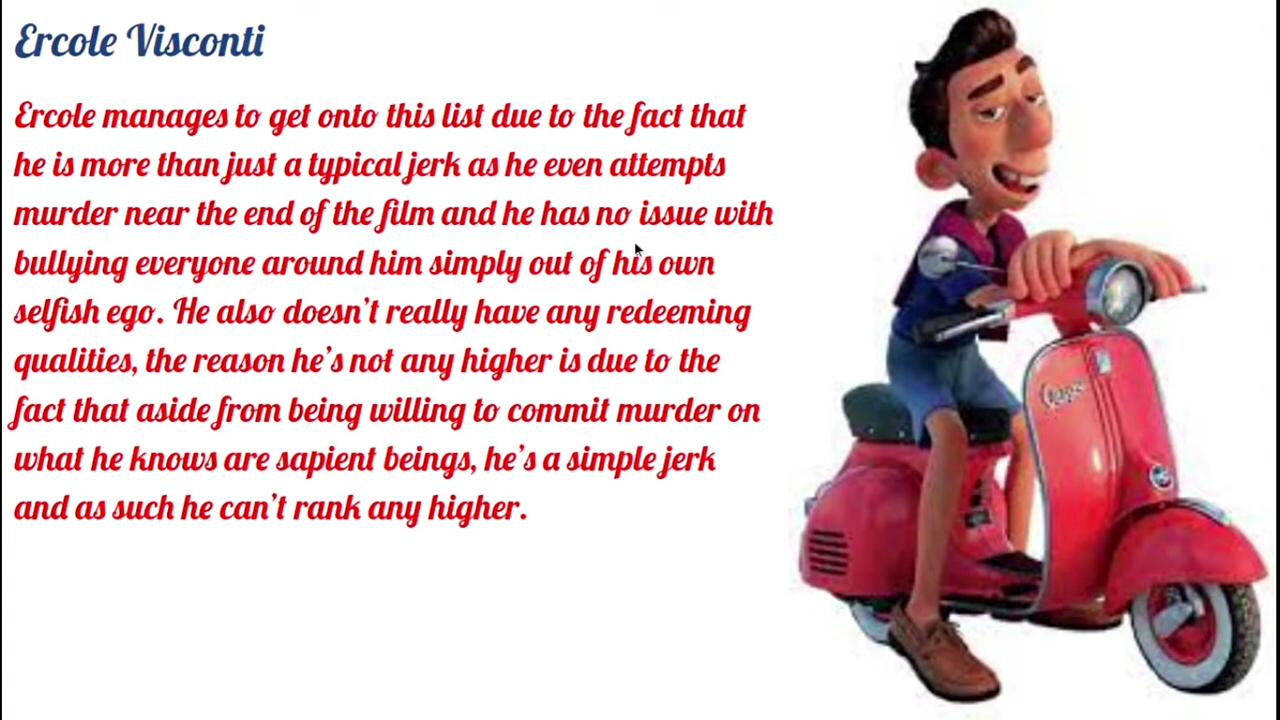 Ercole Visconti
Ercole manages to get onto this list due to the fact that
he is more than just a typical jerk as he even attempts
murder near the end of the film and he has no issue with
bullying everyone around him simply out of his own
selfish ego. He also doesn't really have any redeeming
qualities, the reason he's not any higher is due to the
fact that aside from being willing to commit murder on
what he knows are sapient beings, he's a simple jerk
and as such he can't rank any higher.